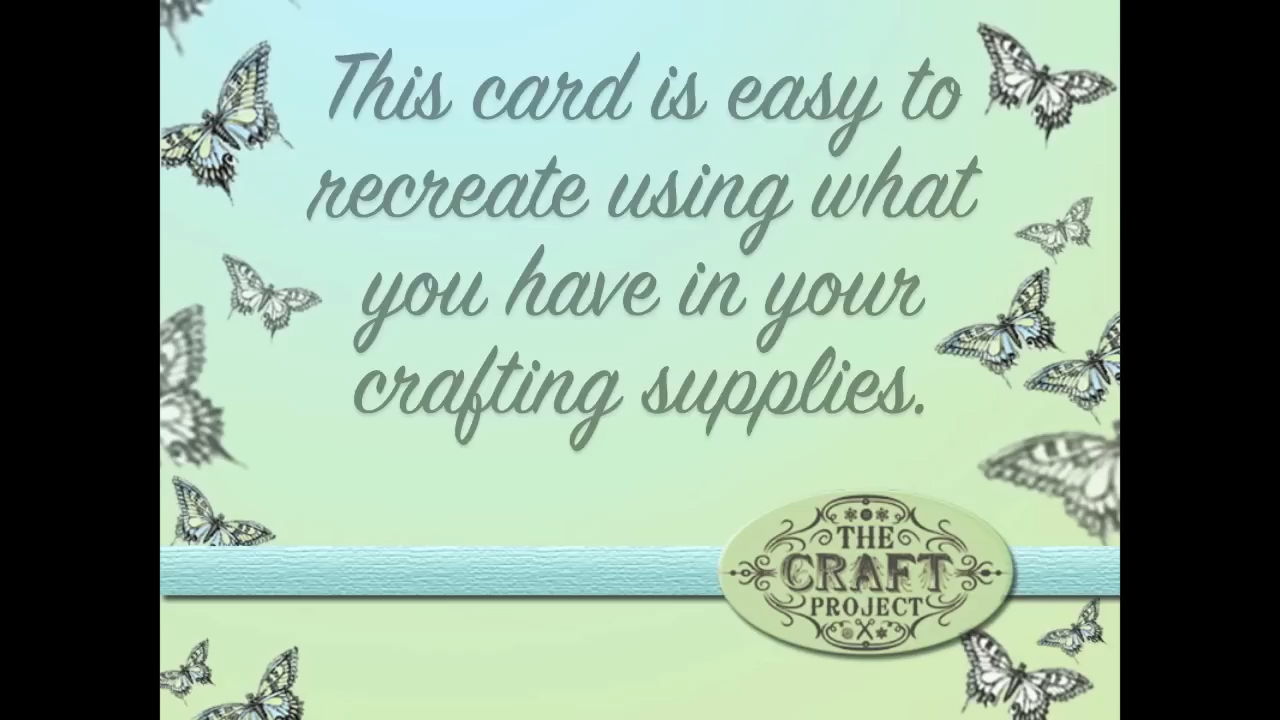 This card is easy to
recreate using what
you have in your
crafting supplies.
THE
CRAFT
PROJECT